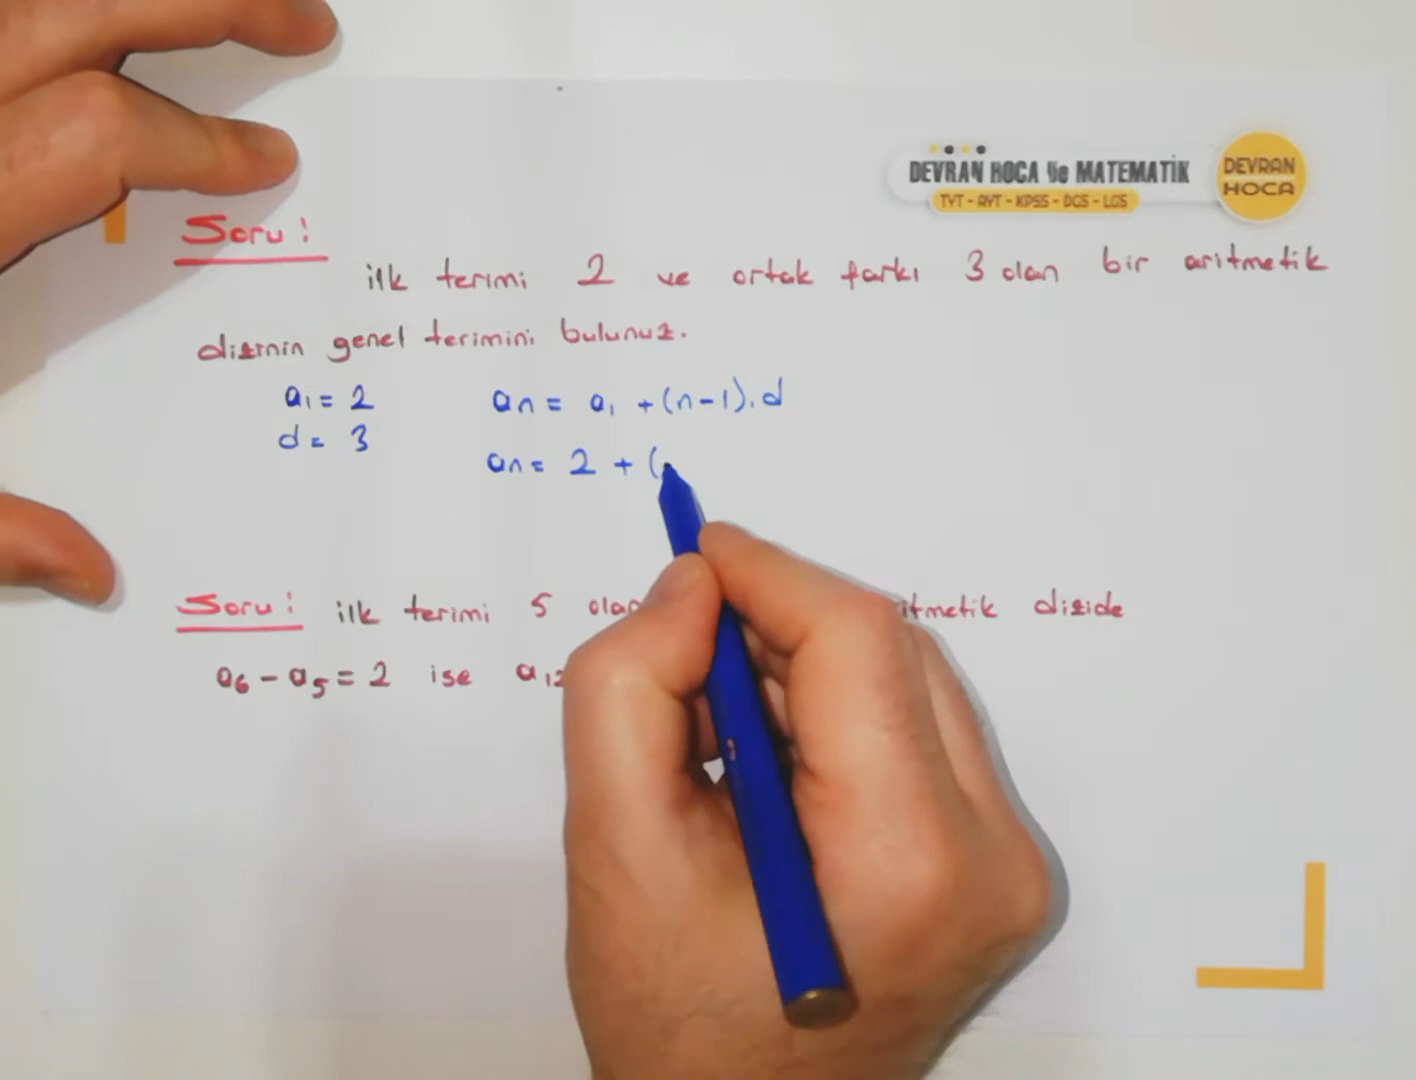 DEVRAN HOCA ile MATEMATİK
TYT - AYT - KPSS - DGS - LGS
DEVRAN
HOCA
Soru:
ilk terimi 2 ve ortak farkı 3 olan bir aritmetik
dizinin genel terimini bulunuz.
a₁ = 2
d = 3
an = a₁ + (n-1).d
an = 2 + (
Soru: ilk terimi 5 aritmetik dizide
a₆ - a₅ = 2 ise